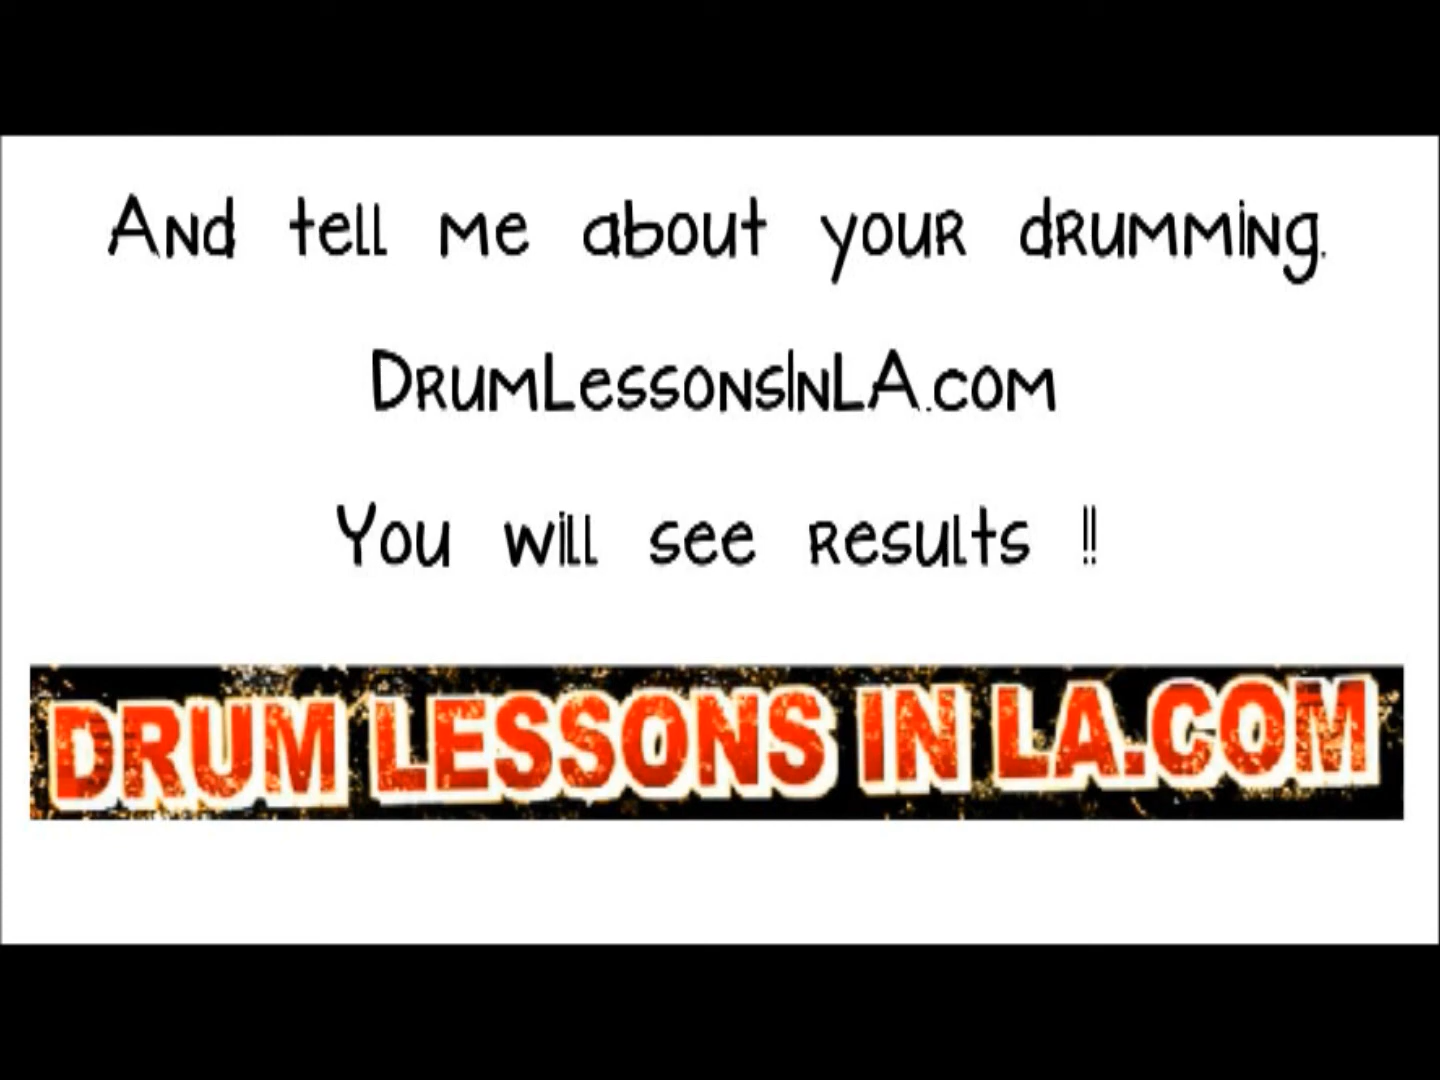 And tell me about your drumming.
DrumLessonsInLA.com
You will see results !!
DRUM LESSONS IN LA.COM